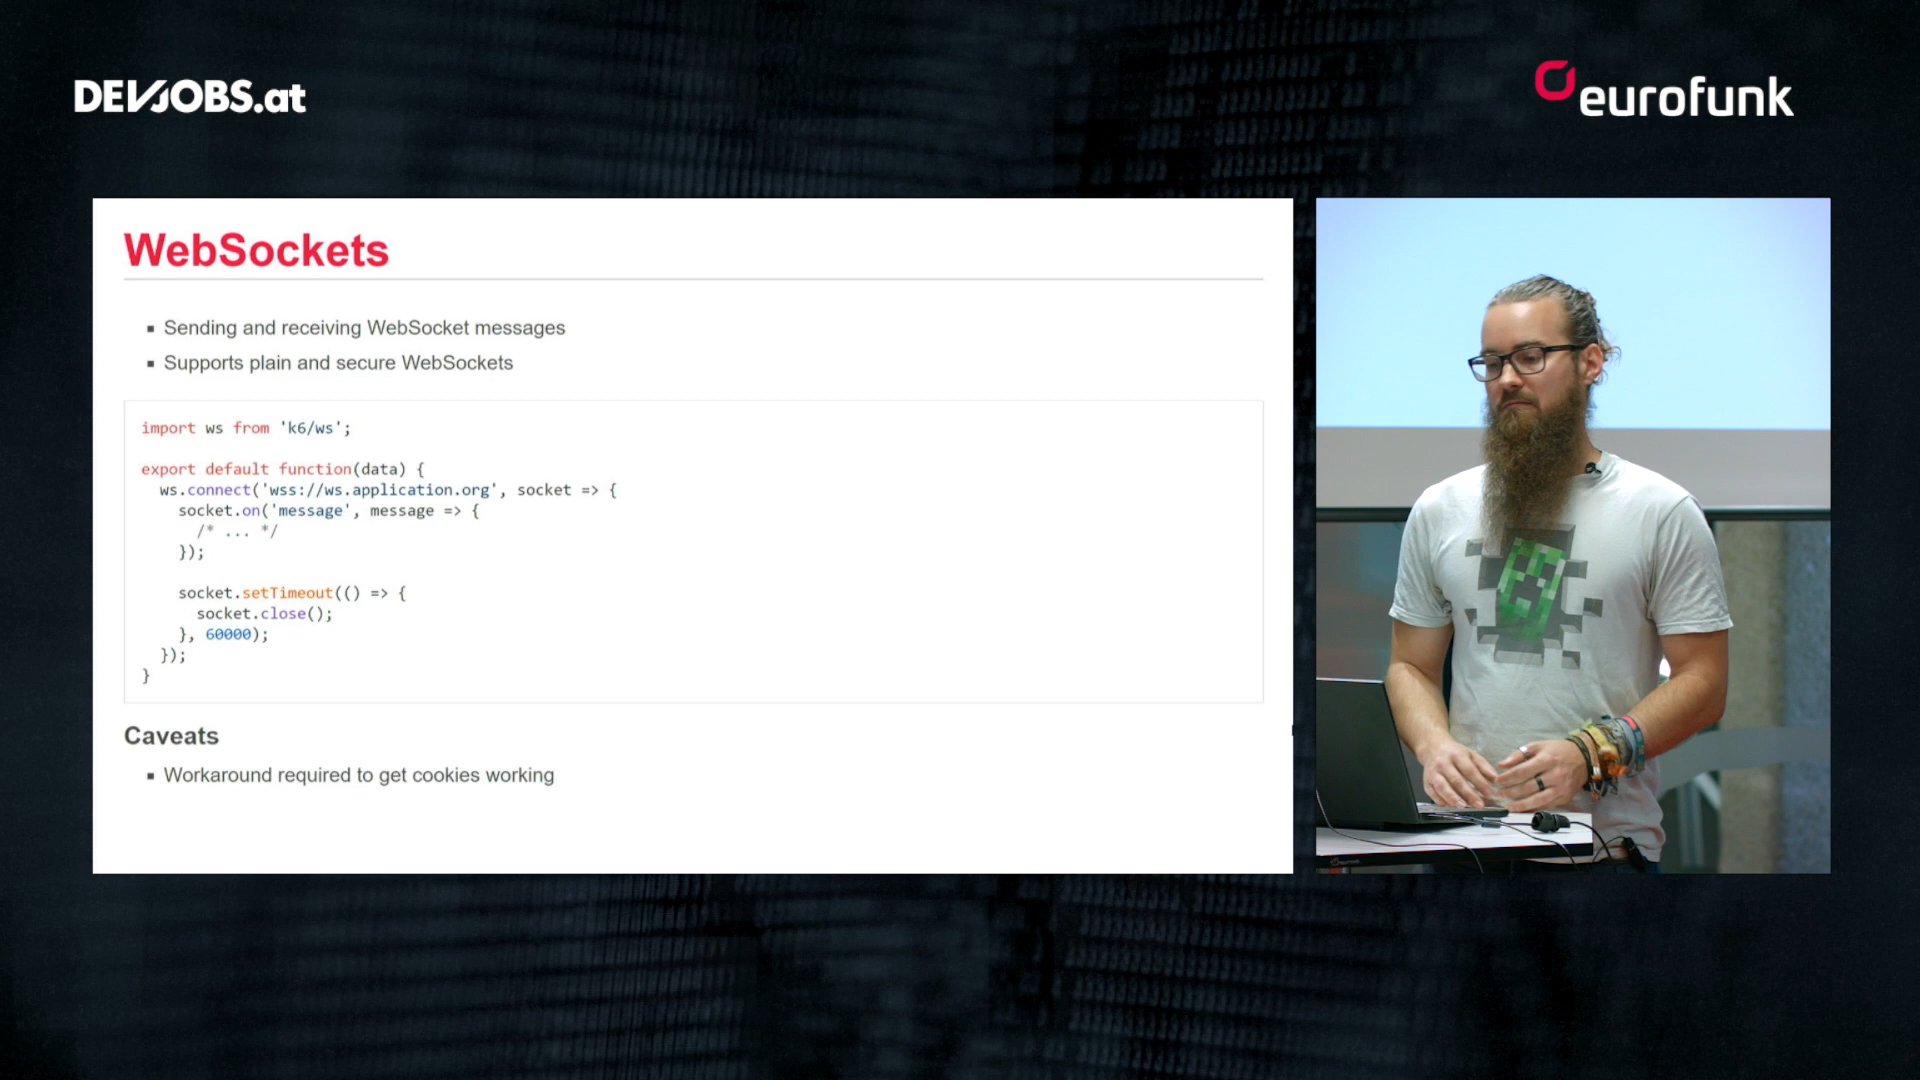 DEVJOBS.at
eurofunk
WebSockets
▪ Sending and receiving WebSocket messages
▪ Supports plain and secure WebSockets
import ws from 'k6/ws';
export default function(data) {
  ws.connect('wss://ws.application.org', socket => {
    socket.on('message', message => {
      /* ... */
    });
    socket.setTimeout(() => {
      socket.close();
    }, 60000);
  });
}
Caveats
▪ Workaround required to get cookies working
eurofunk